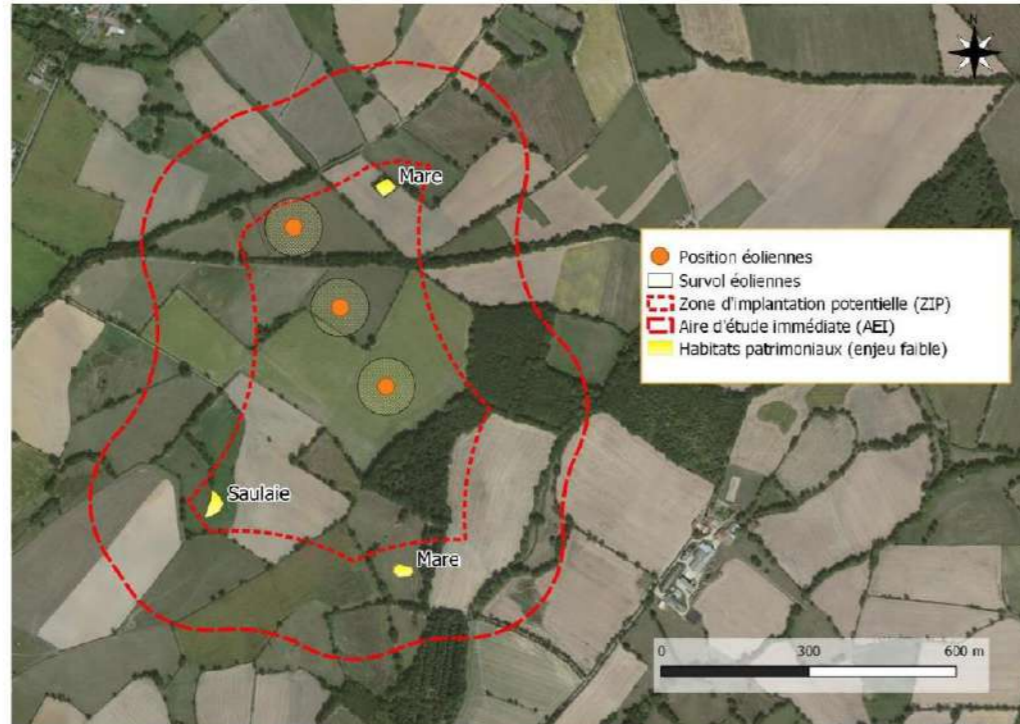 N
Mare
Position éoliennes
Survol éoliennes
Zone d'implantation potentielle (ZIP)
Aire d'étude immédiate (AEI)
Habitats patrimoniaux (enjeu faible)
Saulaie
Mare
0 300 600 m